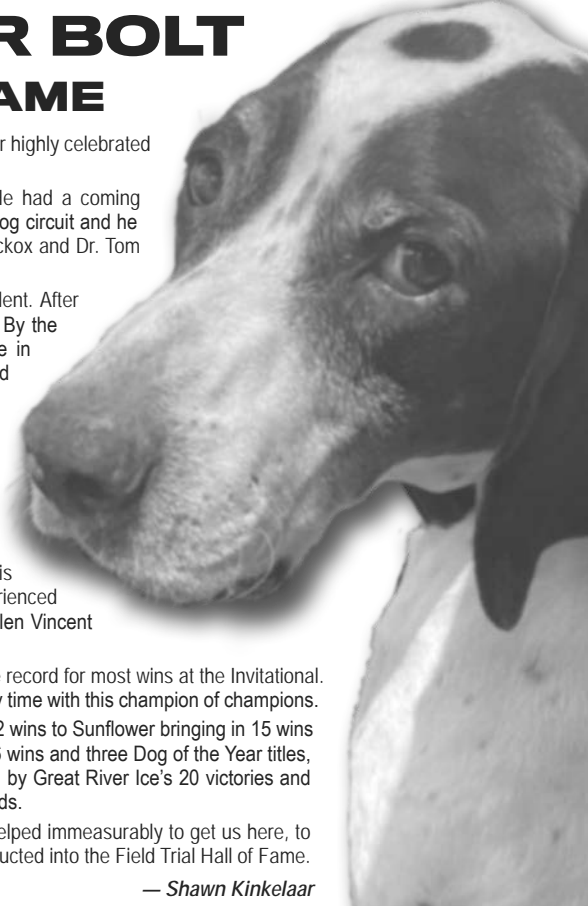 R BOLT
AME
r highly celebrated
le had a coming
og circuit and he
ckox and Dr. Tom
lent. After
By the
e in
d
is
rienced
len Vincent
record for most wins at the Invitational.
y time with this champion of champions.
2 wins to Sunflower bringing in 15 wins
wins and three Dog of the Year titles,
by Great River Ice's 20 victories and
ds.
elped immeasurably to get us here, to
ucted into the Field Trial Hall of Fame.
— Shawn Kinkelaar